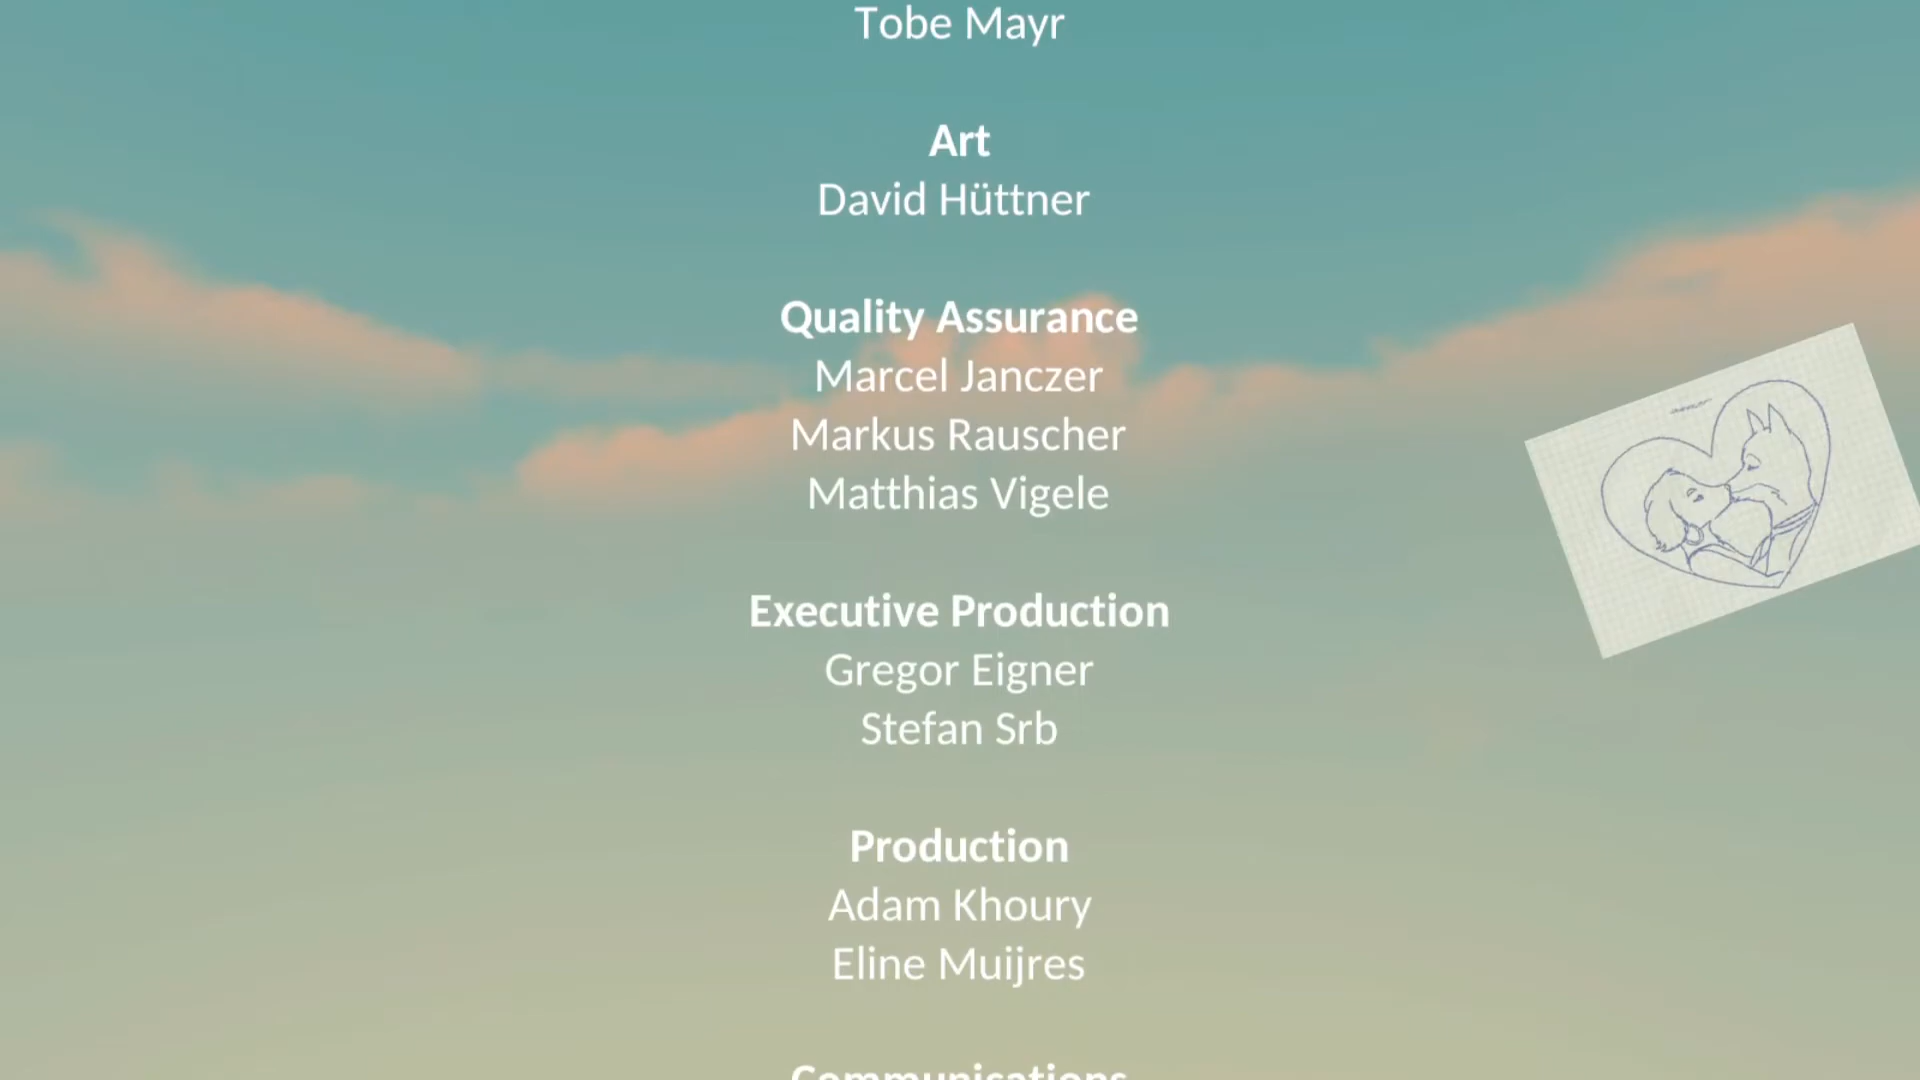 Tobe Mayr
Art
David Hüttner
Quality Assurance
Marcel Janczer
Markus Rauscher
Matthias Vigele
Executive Production
Gregor Eigner
Stefan Srb
Production
Adam Khoury
Eline Muijres
Communications